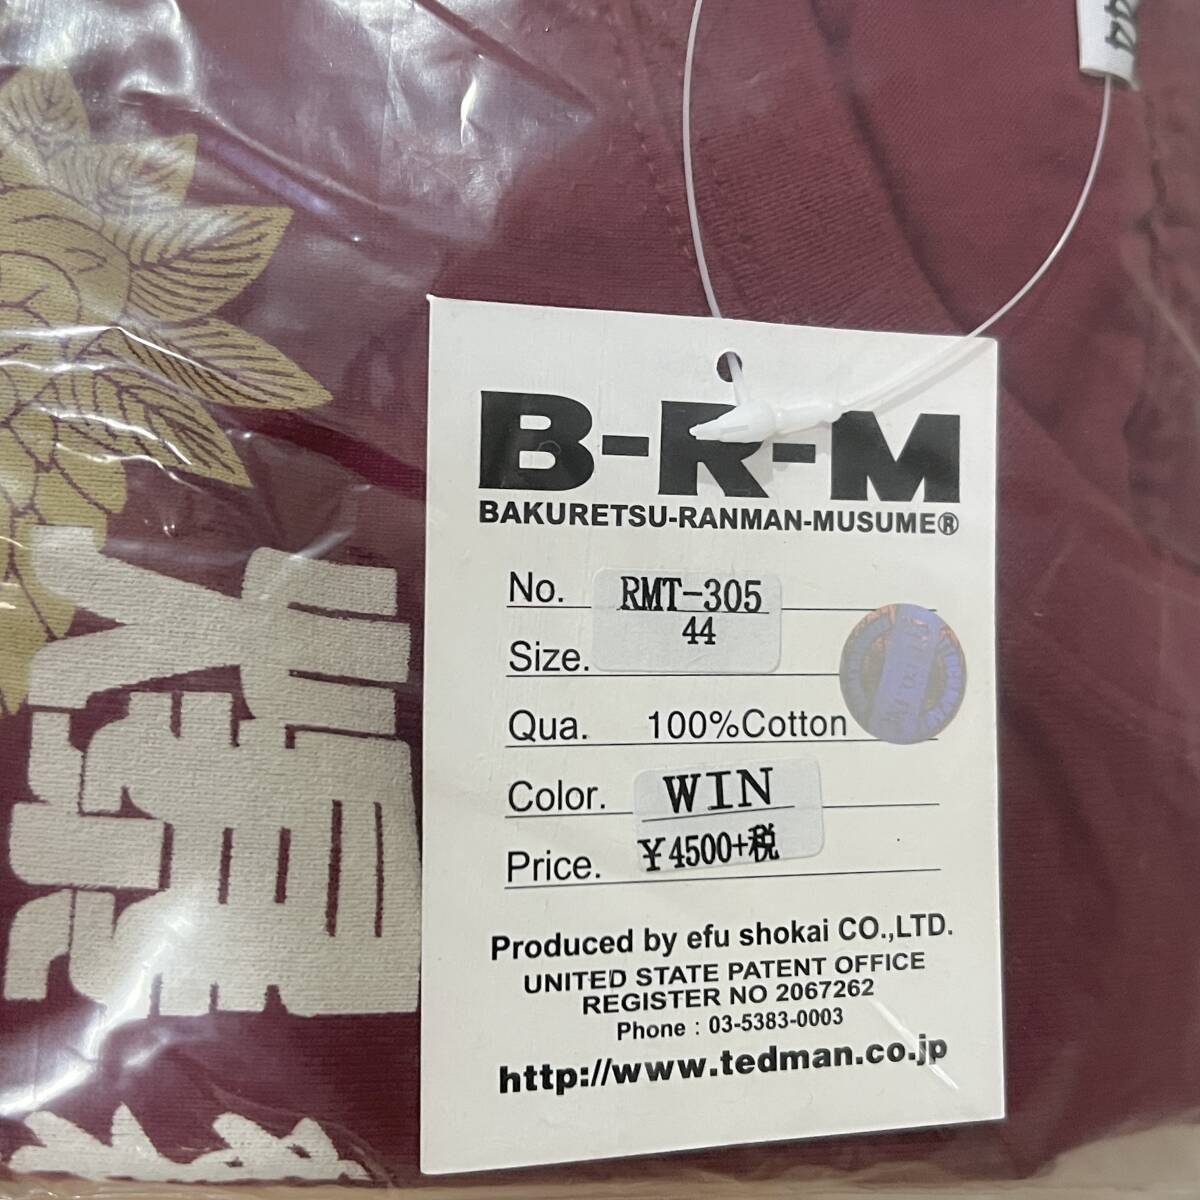 44
B-R-M
BAKURETSU-RANMAN-MUSUME®
No. RMT-305
Size. 44
Qua. 100%Cotton
Color. WIN
Price. ¥4500+税
Produced by efu shokai CO.,LTD.
UNITED STATE PATENT OFFICE
REGISTER NO 2067262
Phone : 03-5383-0003
http://www.tedman.co.jp